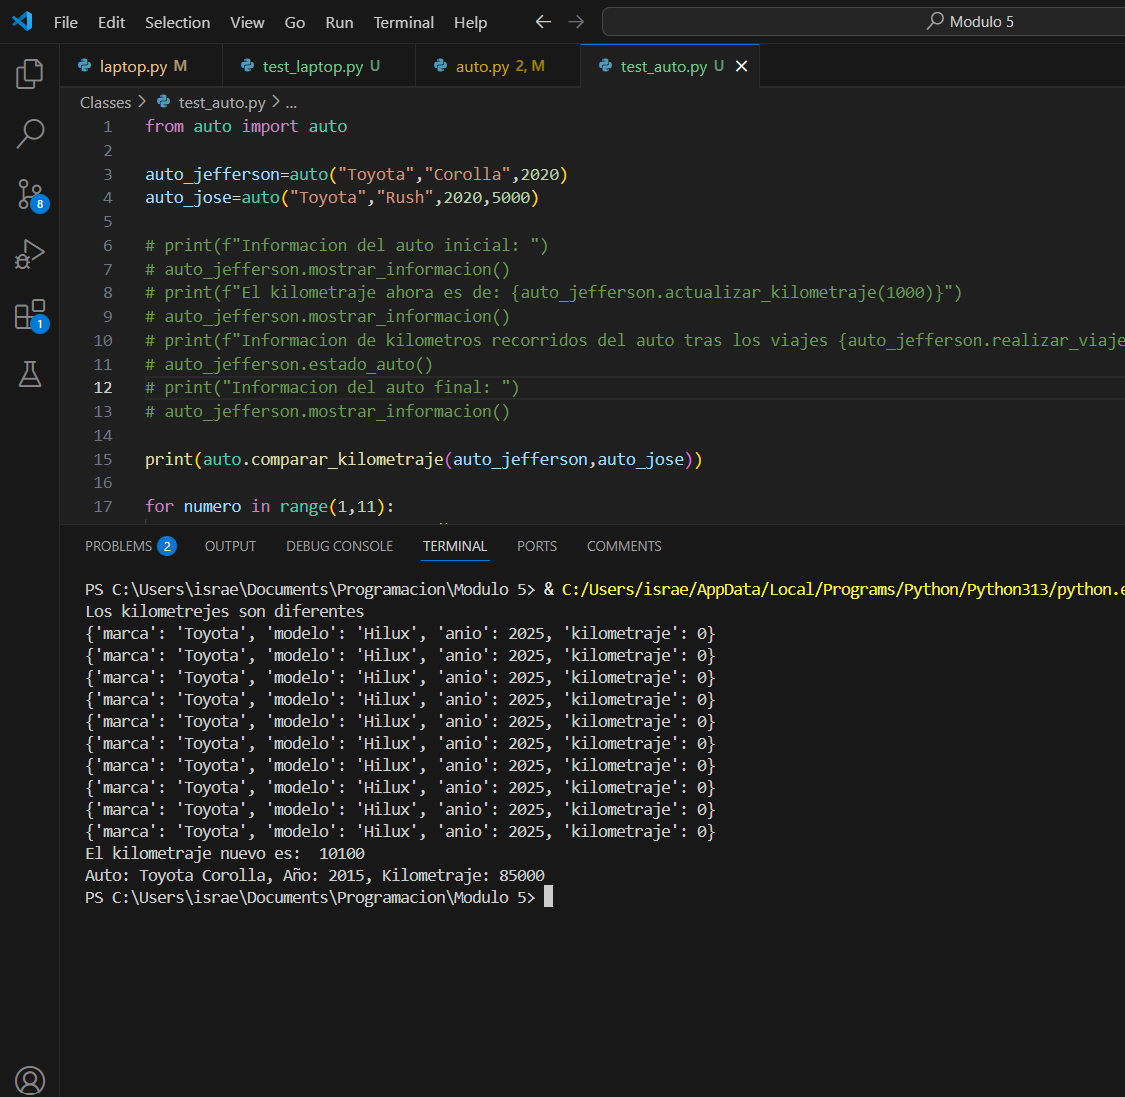 File Edit Selection View Go Run Terminal Help Modulo 5
laptop.py M test_laptop.py U auto.py 2, M test_auto.py U
Classes > test_auto.py > ...
1 from auto import auto
2
3 auto_jefferson=auto("Toyota","Corolla",2020)
4 auto_jose=auto("Toyota","Rush",2020,5000)
5
6 # print(f"Informacion del auto inicial: ")
7 # auto_jefferson.mostrar_informacion()
8 # print(f"El kilometraje ahora es de: {auto_jefferson.actualizar_kilometraje(1000)}")
9 # auto_jefferson.mostrar_informacion()
10 # print(f"Informacion de kilometros recorridos del auto tras los viajes {auto_jefferson.realizar_viaje
11 # auto_jefferson.estado_auto()
12 # print("Informacion del auto final: ")
13 # auto_jefferson.mostrar_informacion()
14
15 print(auto.comparar_kilometraje(auto_jefferson,auto_jose))
16
17 for numero in range(1,11):
8
1
PROBLEMS 2 OUTPUT DEBUG CONSOLE TERMINAL PORTS COMMENTS
PS C:\Users\israe\Documents\Programacion\Modulo 5> & C:/Users/israe/AppData/Local/Programs/Python/Python313/python.e
Los kilometrejes son diferentes
{'marca': 'Toyota', 'modelo': 'Hilux', 'anio': 2025, 'kilometraje': 0}
{'marca': 'Toyota', 'modelo': 'Hilux', 'anio': 2025, 'kilometraje': 0}
{'marca': 'Toyota', 'modelo': 'Hilux', 'anio': 2025, 'kilometraje': 0}
{'marca': 'Toyota', 'modelo': 'Hilux', 'anio': 2025, 'kilometraje': 0}
{'marca': 'Toyota', 'modelo': 'Hilux', 'anio': 2025, 'kilometraje': 0}
{'marca': 'Toyota', 'modelo': 'Hilux', 'anio': 2025, 'kilometraje': 0}
{'marca': 'Toyota', 'modelo': 'Hilux', 'anio': 2025, 'kilometraje': 0}
{'marca': 'Toyota', 'modelo': 'Hilux', 'anio': 2025, 'kilometraje': 0}
{'marca': 'Toyota', 'modelo': 'Hilux', 'anio': 2025, 'kilometraje': 0}
{'marca': 'Toyota', 'modelo': 'Hilux', 'anio': 2025, 'kilometraje': 0}
El kilometraje nuevo es:  10100
Auto: Toyota Corolla, Año: 2015, Kilometraje: 85000
PS C:\Users\israe\Documents\Programacion\Modulo 5>